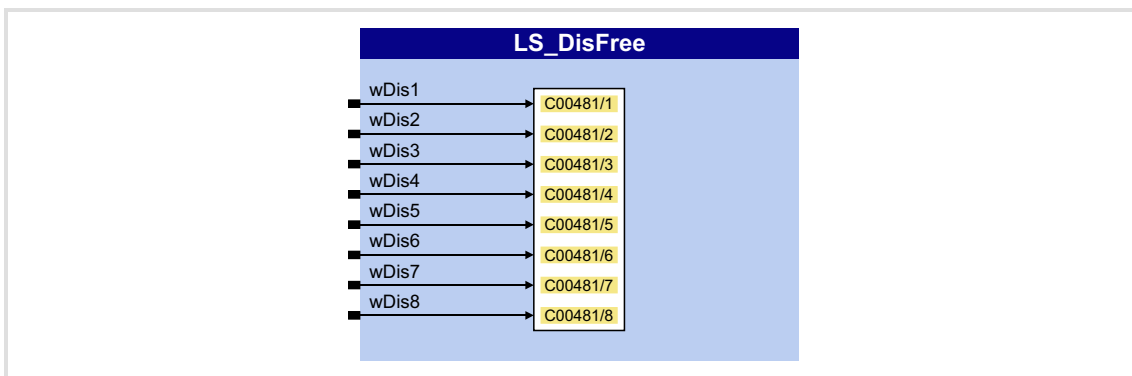 LS_DisFree
wDis1
C00481/1
wDis2
C00481/2
wDis3
C00481/3
wDis4
C00481/4
wDis5
C00481/5
wDis6
C00481/6
wDis7
C00481/7
wDis8
C00481/8